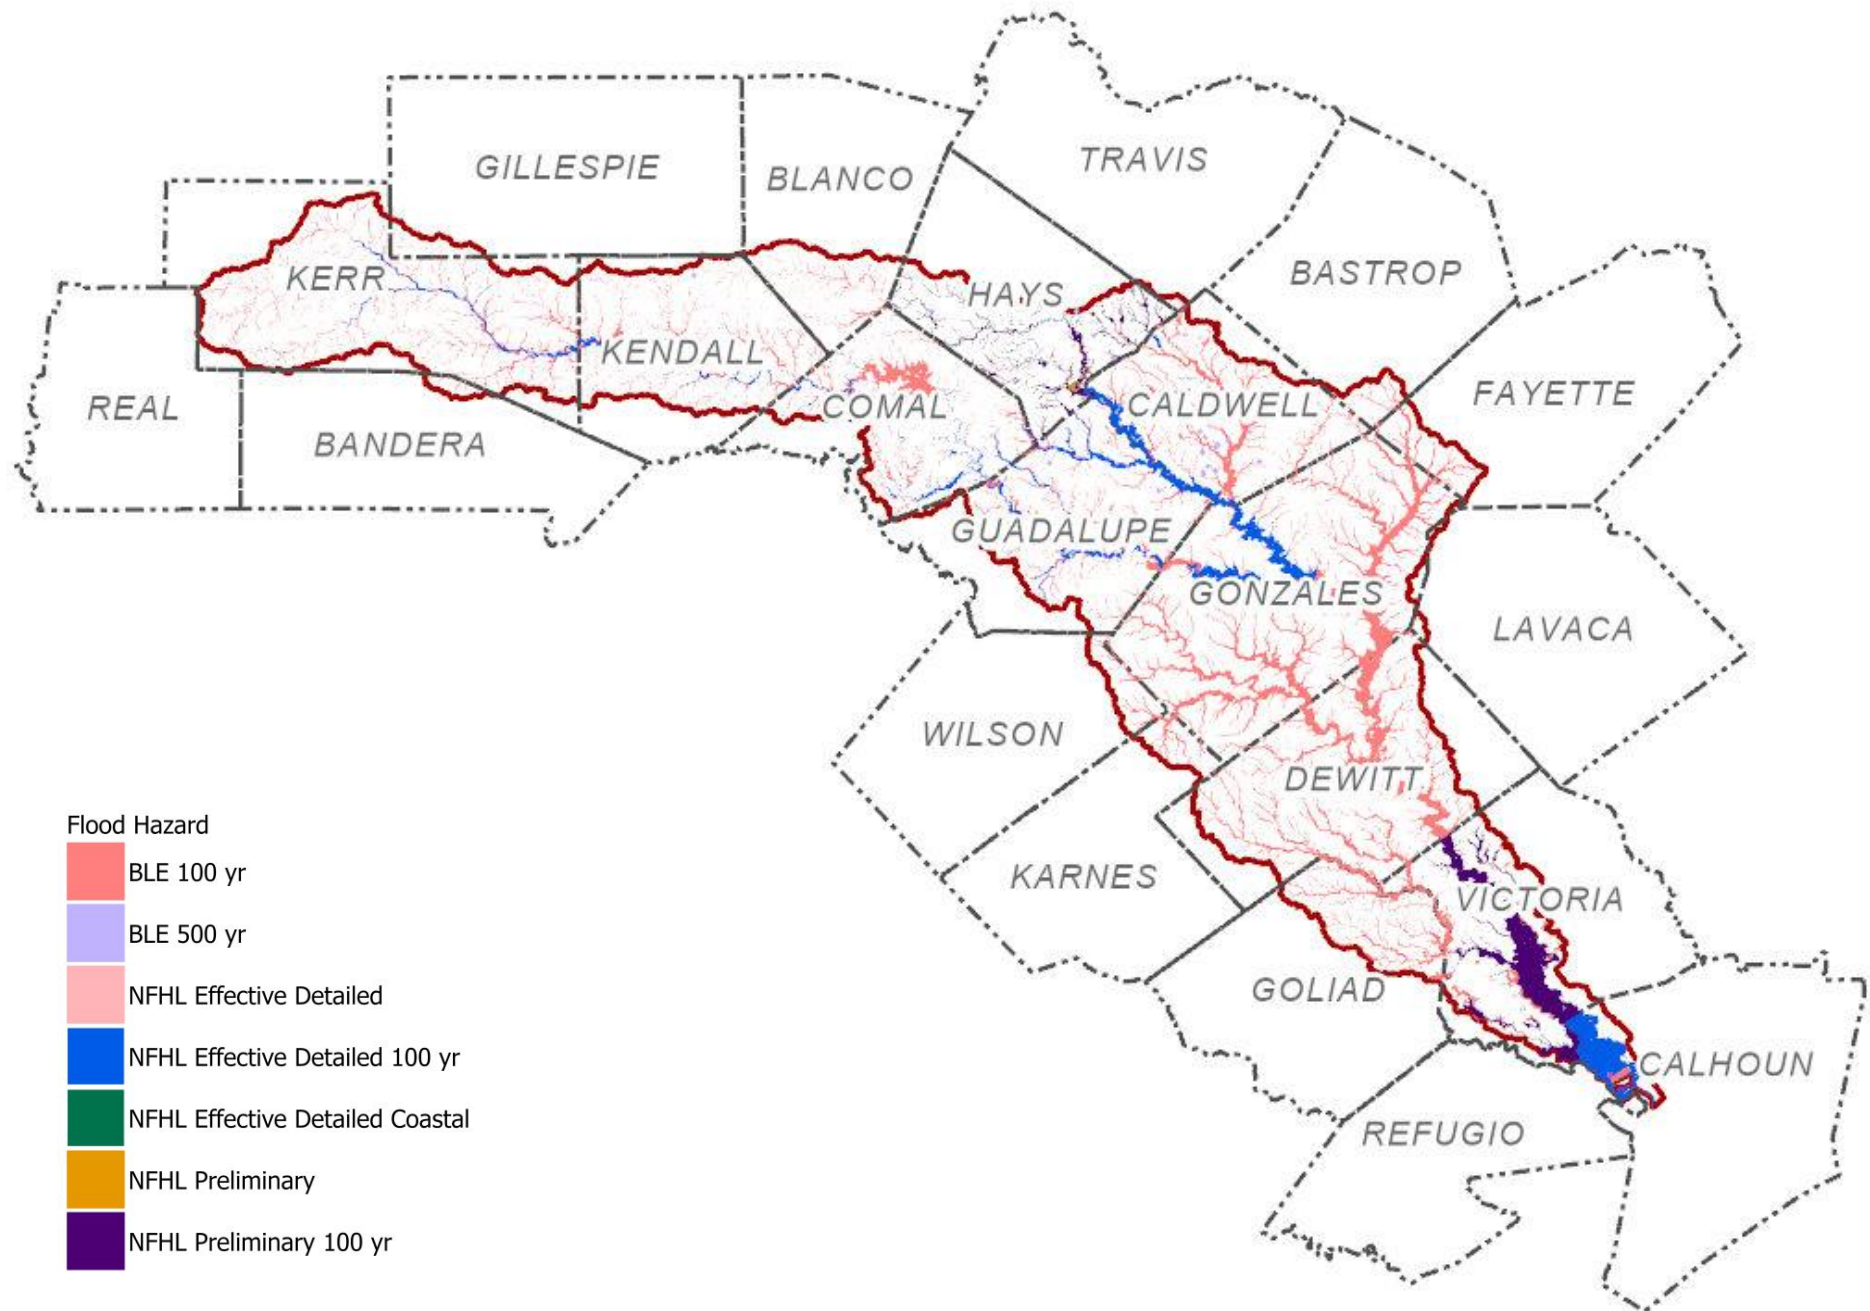 TRAVIS
GILLESPIE
BLANCO
BASTROP
KERR
HAYS
KENDALL
FAYETTE
REAL
COMAL
CALDWELL
BANDERA
GUADALUPE
GONZALES
LAVACA
WILSON
DEWITT
KARNES
VICTORIA
GOLIAD
CALHOUN
REFUGIO
Flood Hazard
BLE 100 yr
BLE 500 yr
NFHL Effective Detailed
NFHL Effective Detailed 100 yr
NFHL Effective Detailed Coastal
NFHL Preliminary
NFHL Preliminary 100 yr